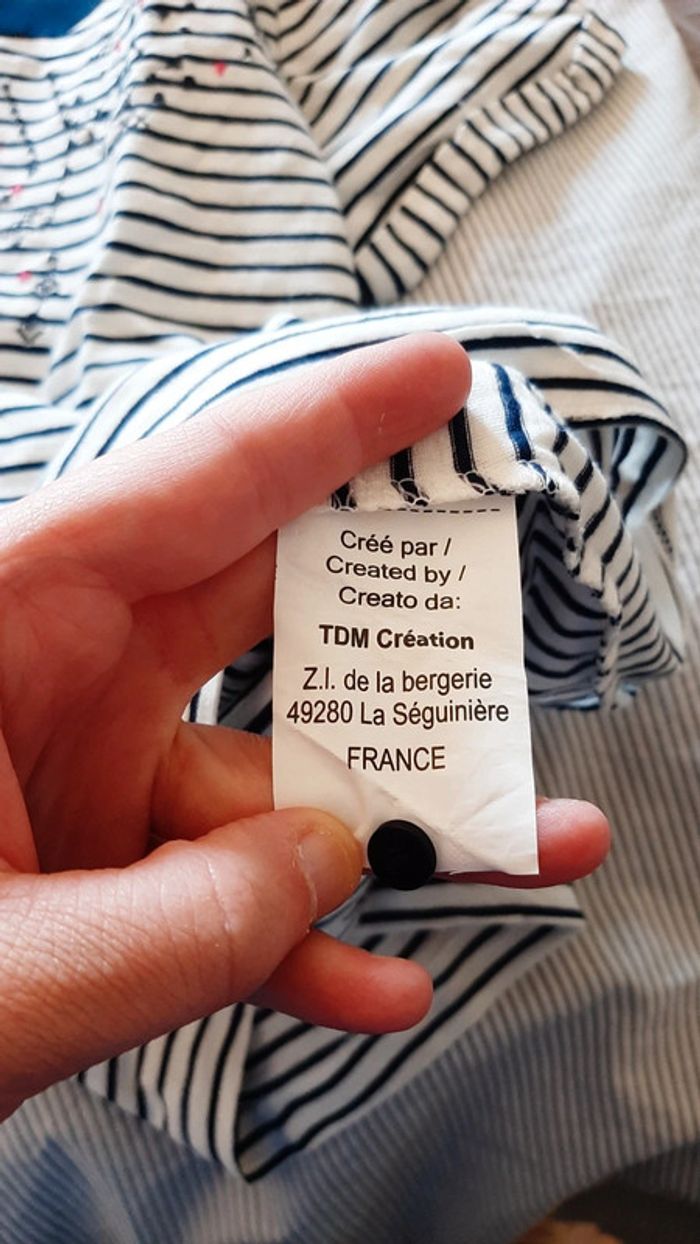 Créé par /
Created by /
Creato da:
TDM Création
Z.I. de la bergerie
49280 La Séguinière
FRANCE